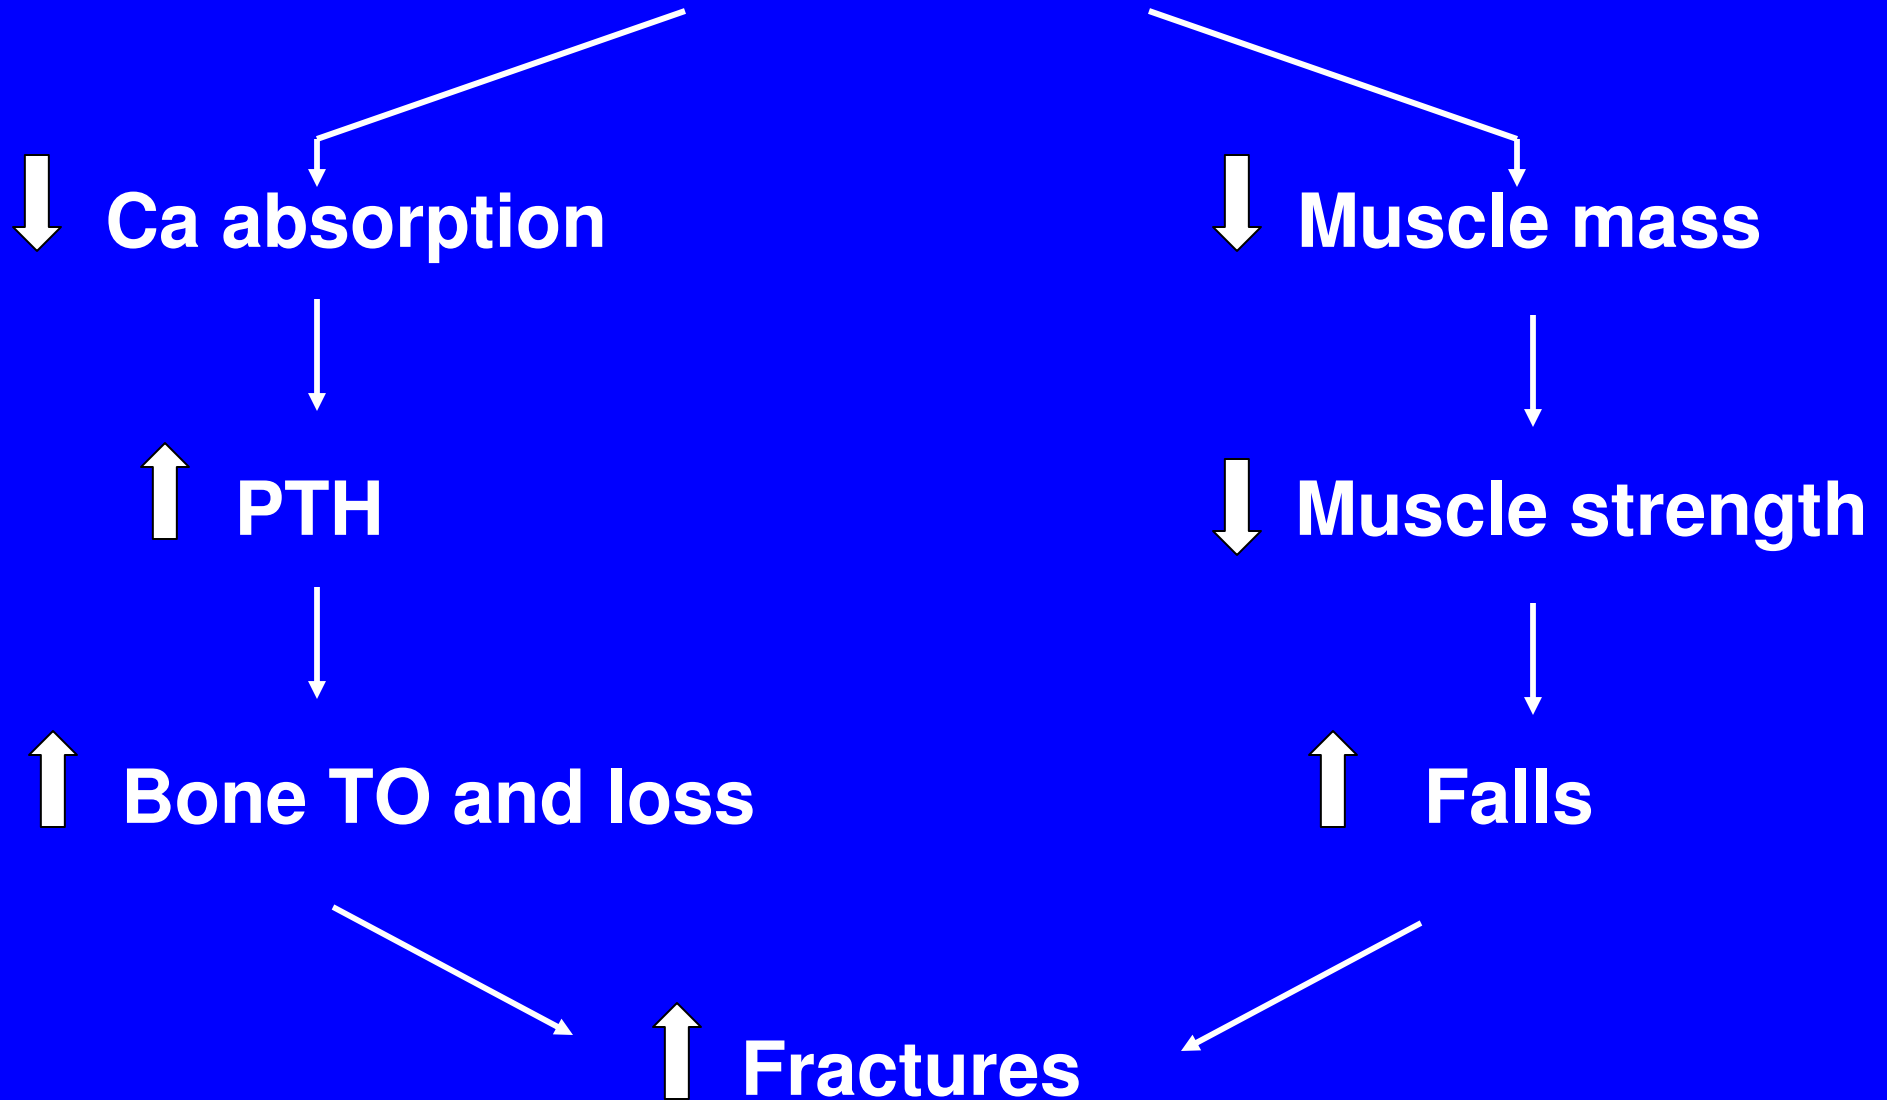 Ca absorption
Muscle mass
PTH
Muscle strength
Bone TO and loss
Falls
Fractures